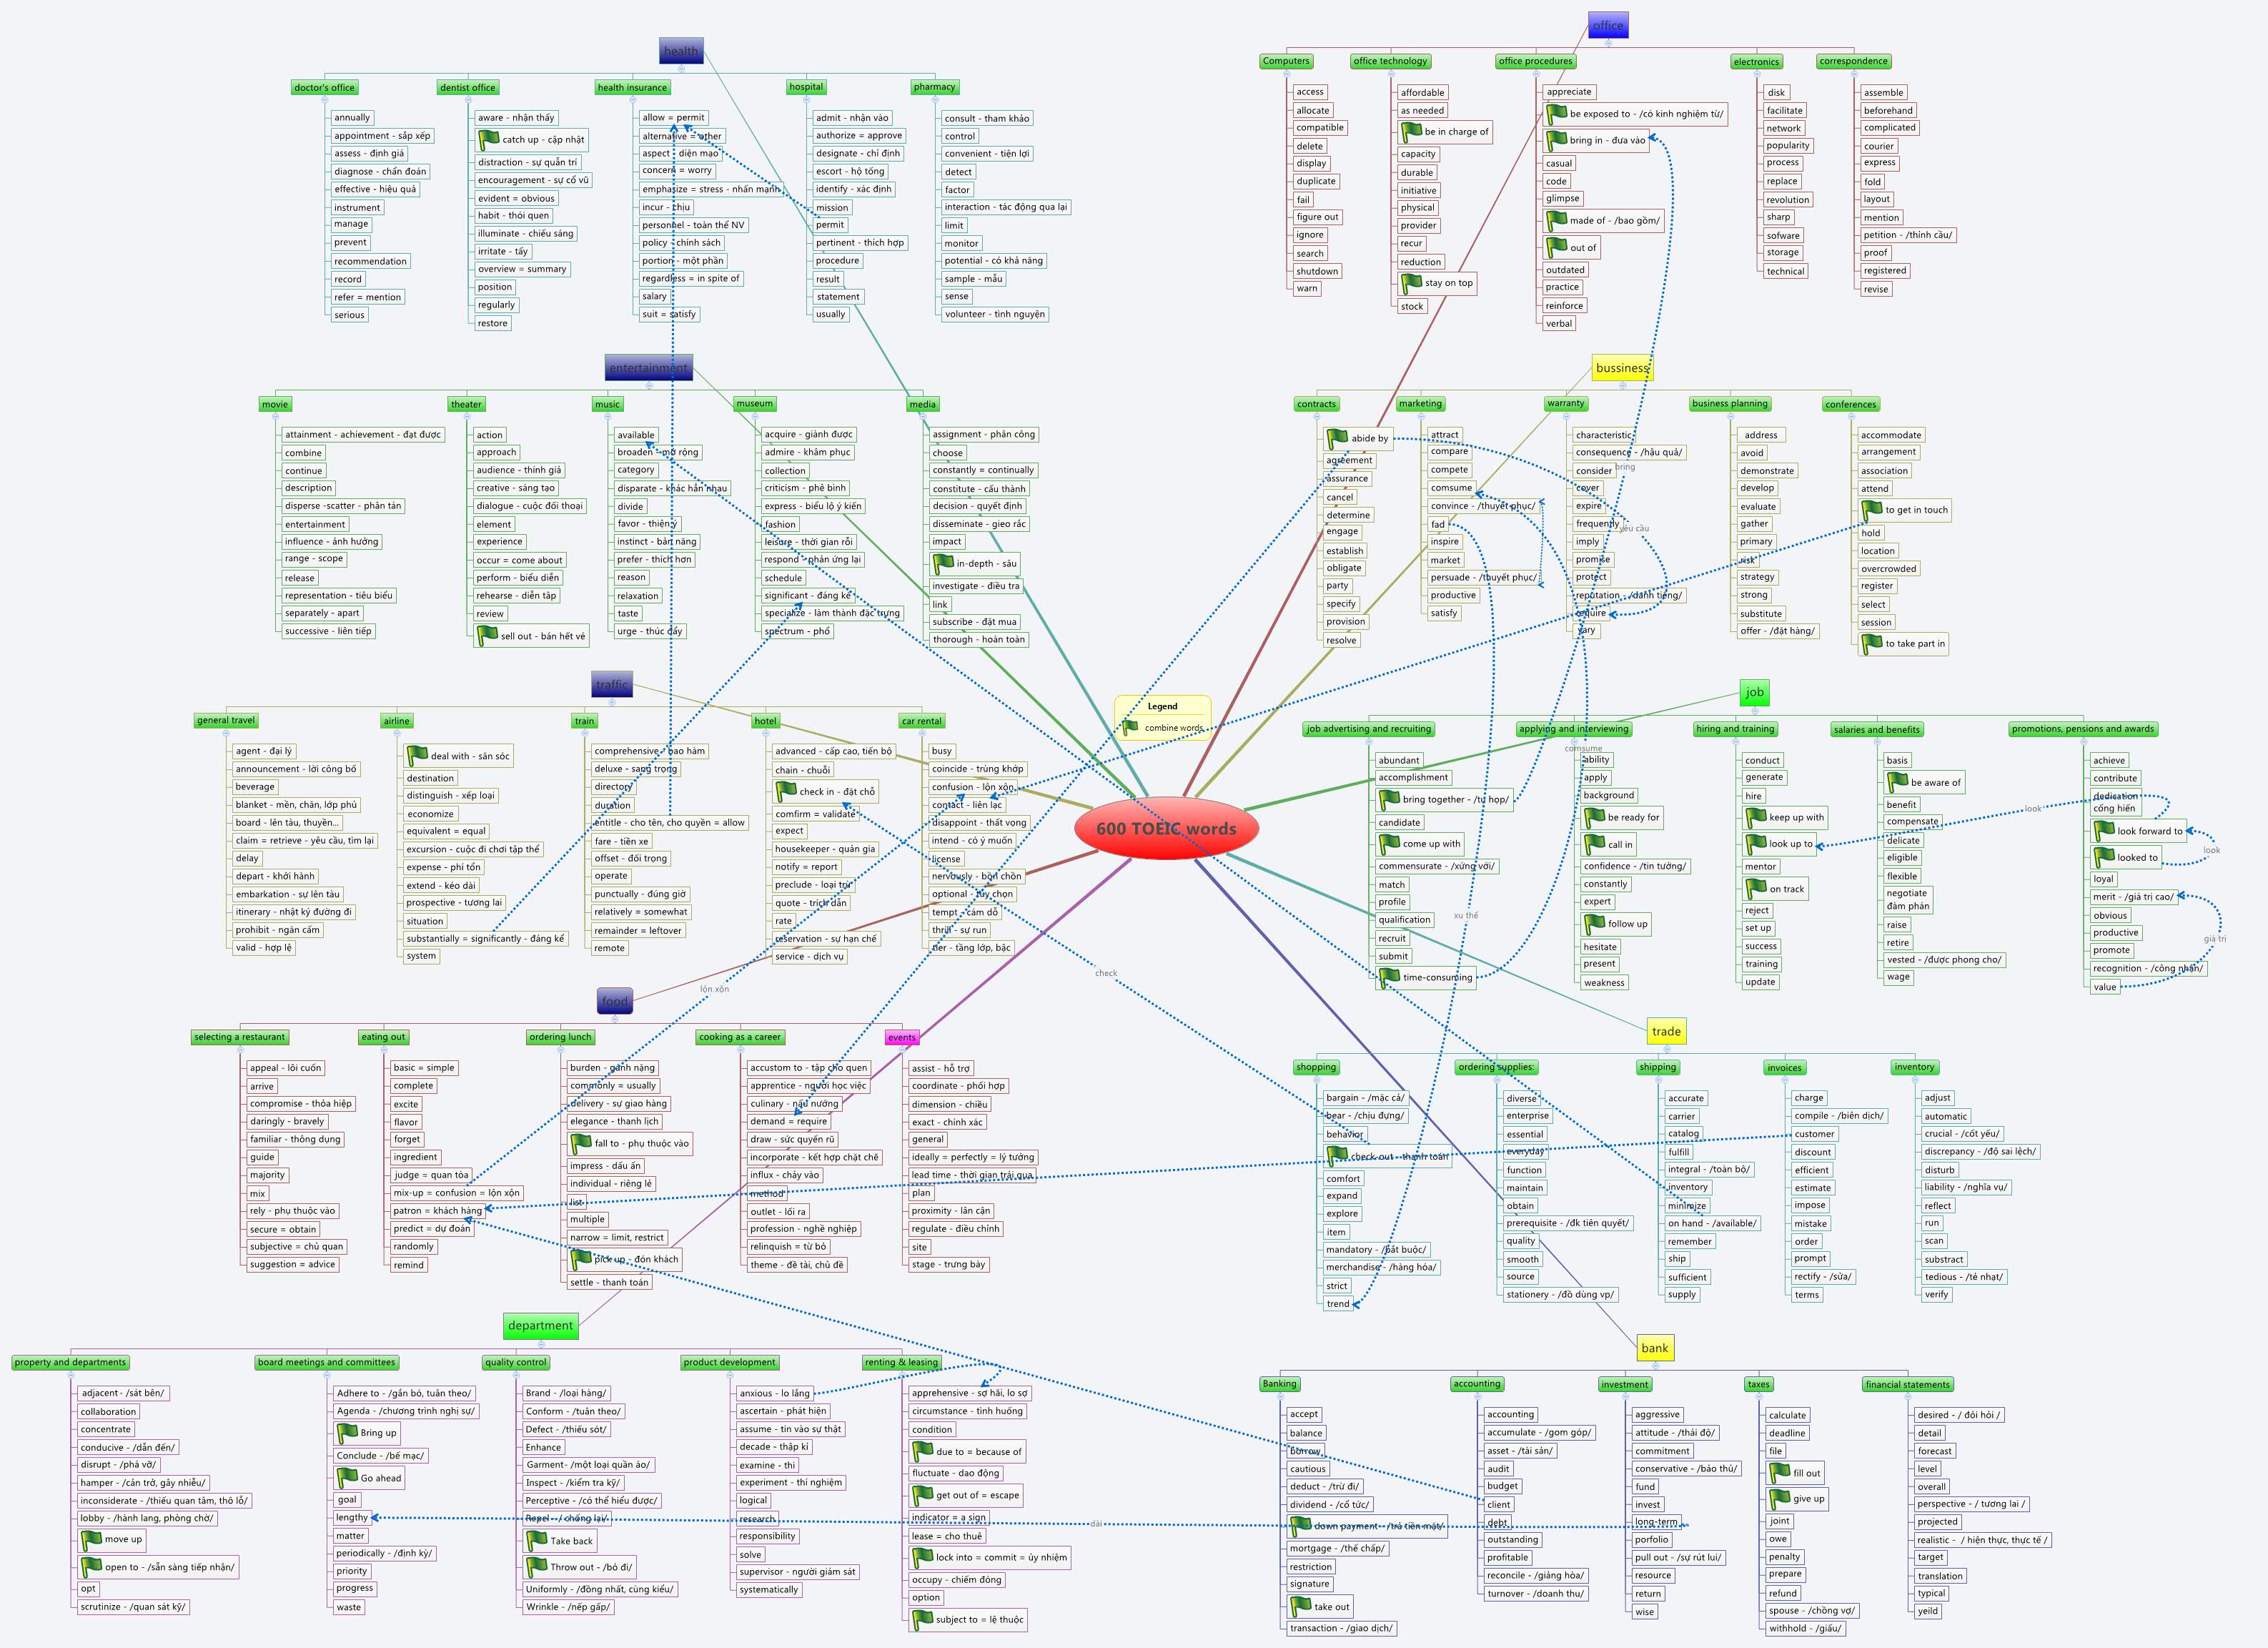 600 TOEIC words
Legend
combine words
health
doctor's office
annually
appointment - sắp xếp
assess - định giá
diagnose - chẩn đoán
effective - hiệu quả
instrument
manage
prevent
recommendation
record
refer = mention
serious
dentist office
aware - nhận thấy
catch up - cập nhật
distraction - sự quẫn trí
encouragement - sự cổ vũ
evident = obvious
habit - thói quen
illuminate - chiếu sáng
irritate - tấy
overview = summary
position
regularly
restore
health insurance
allow = permit
alternative = other
aspect - diện mạo
concern = worry
emphasize = stress - nhấn mạnh
incur - chịu
personnel - toàn thể NV
policy - chính sách
portion - một phần
regardless = in spite of
salary
suit = satisfy
hospital
admit - nhận vào
authorize = approve
designate - chỉ định
escort - hộ tống
identify - xác định
mission
permit
pertinent - thích hợp
procedure
result
statement
usually
pharmacy
consult - tham khảo
control
convenient - tiện lợi
detect
factor
interaction - tác động qua lại
limit
monitor
potential - có khả năng
sample - mẫu
sense
volunteer - tình nguyện
entertainment
movie
attainment - achievement - đạt được
combine
continue
description
disperse -scatter - phân tán
entertainment
influence - ảnh hưởng
range - scope
release
representation - tiêu biểu
separately - apart
successive - liên tiếp
theater
action
approach
audience - thính giả
creative - sáng tạo
dialogue - cuộc đối thoại
element
experience
occur = come about
perform - biểu diễn
rehearse - diễn tập
review
sell out - bán hết vé
music
available
broaden - mở rộng
category
disparate - khác hẳn nhau
divide
favor - thiện ý
instinct - bản năng
prefer - thích hơn
reason
relaxation
taste
urge - thúc đẩy
museum
acquire - giành được
admire - khâm phục
collection
criticism - phê bình
express - biểu lộ ý kiến
fashion
leisure - thời gian rỗi
respond - phản ứng lại
schedule
significant - đáng kể
specialize - làm thành đặc trưng
spectrum - phổ
media
assignment - phân công
choose
constantly = continually
constitute - cấu thành
decision - quyết định
disseminate - gieo rắc
impact
in-depth - sâu
investigate - điều tra
link
subscribe - đặt mua
thorough - hoàn toàn
traffic
general travel
agent - đại lý
announcement - lời công bố
beverage
blanket - mền, chăn, lớp phủ
board - lên tàu, thuyền...
claim = retrieve - yêu cầu, tìm lại
delay
depart - khởi hành
embarkation - sự lên tàu
itinerary - nhật ký đường đi
prohibit - ngăn cấm
valid - hợp lệ
airline
deal with - săn sóc
destination
distinguish - xếp loại
economize
equivalent = equal
excursion - cuộc đi chơi tập thể
expense - phí tổn
extend - kéo dài
prospective - tương lai
situation
substantially = significantly - đáng kể
system
train
comprehensive - bao hàm
deluxe - sang trọng
directory
duration
entitle - cho tên, cho quyền = allow
fare - tiền xe
offset - đối trọng
operate
punctually - đúng giờ
relatively = somewhat
remainder = leftover
remote
hotel
advanced - cấp cao, tiến bộ
chain - chuỗi
check in - đặt chỗ
comfirm = validate
expect
housekeeper - quản gia
notify = report
preclude - loại trừ
quote - trích dẫn
rate
reservation - sự hạn chế
service - dịch vụ
car rental
busy
coincide - trùng khớp
confusion - lộn xộn
contact - liên lạc
disappoint - thất vọng
intend - có ý muốn
license
nervously - bồn chồn
optional - tùy chọn
tempt - cám dỗ
thrill - sự run
tier - tầng lớp, bậc
food
selecting a restaurant
appeal - lôi cuốn
arrive
compromise - thỏa hiệp
daringly - bravely
familiar - thông dụng
guide
majority
mix
rely - phụ thuộc vào
secure = obtain
subjective = chủ quan
suggestion = advice
eating out
basic = simple
complete
excite
flavor
forget
ingredient
judge = quan tòa
mix-up = confusion = lộn xộn
patron = khách hàng
predict = dự đoán
randomly
remind
ordering lunch
burden - gánh nặng
commonly = usually
delivery - sự giao hàng
elegance - thanh lịch
fall to - phụ thuộc vào
impress - dấu ấn
individual - riêng lẻ
list
multiple
narrow = limit, restrict
pick up - đón khách
settle - thanh toán
cooking as a career
accustom to - tập cho quen
apprentice - người học việc
culinary - nấu nướng
demand = require
draw - sức quyến rũ
incorporate - kết hợp chặt chẽ
influx - chảy vào
method
outlet - lối ra
profession - nghề nghiệp
relinquish = từ bỏ
theme - đề tài, chủ đề
events
assist - hỗ trợ
coordinate - phối hợp
dimension - chiều
exact - chính xác
general
ideally = perfectly = lý tưởng
lead time - thời gian trải qua
plan
proximity - lân cận
regulate - điều chỉnh
site
stage - trưng bày
department
property and departments
adjacent - /sát bên/
collaboration
concentrate
conducive - /dẫn đến/
disrupt - /phá vỡ/
hamper - /cản trở, gây nhiễu/
inconsiderate - /thiếu quan tâm, thô lỗ/
lobby - /hành lang, phòng chờ/
move up
open to - /sẵn sàng tiếp nhận/
opt
scrutinize - /quan sát kỹ/
board meetings and committees
Adhere to - /gắn bó, tuân theo/
Agenda - /chương trình nghị sự/
Bring up
Conclude - /bế mạc/
Go ahead
goal
lengthy
matter
periodically - /định kỳ/
priority
progress
waste
quality control
Brand - /loại hàng/
Conform - /tuân theo/
Defect - /thiếu sót/
Enhance
Garment- /một loại quần áo/
Inspect - /kiểm tra kỹ/
Perceptive - /có thể hiểu được/
Repel - / chống lại/
Take back
Throw out - /bỏ đi/
Uniformly - /đồng nhất, cùng kiểu/
Wrinkle - /nếp gấp/
product development
anxious - lo lắng
ascertain - phát hiện
assume - tin vào sự thật
decade - thập kỉ
examine - thi
experiment - thí nghiệm
logical
research
responsibility
solve
supervisor - người giám sát
systematically
renting & leasing
apprehensive - sợ hãi, lo sợ
circumstance - tình huống
condition
due to = because of
fluctuate - dao động
get out of = escape
indicator = a sign
lease = cho thuê
lock into = commit = ủy nhiệm
occupy - chiếm đóng
option
subject to = lệ thuộc
office
Computers
access
allocate
compatible
delete
display
duplicate
fail
figure out
ignore
search
shutdown
warn
office technology
affordable
as needed
be in charge of
capacity
durable
initiative
physical
provider
recur
reduction
stay on top
stock
office procedures
appreciate
be exposed to - /có kinh nghiệm từ/
bring in - đưa vào
casual
code
glimpse
made of - /bao gồm/
out of
outdated
practice
reinforce
verbal
electronics
disk
facilitate
network
popularity
process
replace
revolution
sharp
sofware
storage
technical
correspondence
assemble
beforehand
complicated
courier
express
fold
layout
mention
petition - /thỉnh cầu/
proof
registered
revise
bussiness
contracts
abide by
agreement
assurance
cancel
determine
engage
establish
obligate
party
specify
provision
resolve
marketing
attract
compare
compete
comsume
convince - /thuyết phục/
fad
inspire
market
persuade - /thuyết phục/
productive
satisfy
warranty
characteristic
consequence - /hậu quả/
consider
cover
expire
frequently
imply
promise
protect
reputation - /danh tiếng/
require
vary
business planning
address
avoid
demonstrate
develop
evaluate
gather
primary
risk
strategy
strong
substitute
offer - /đặt hàng/
conferences
accommodate
arrangement
association
attend
to get in touch
hold
location
overcrowded
register
select
session
to take part in
bring
yêu cầu
job
job advertising and recruiting
abundant
accomplishment
bring together - /tụ họp/
candidate
come up with
commensurate - /xứng với/
match
profile
qualification
recruit
submit
time-consuming
applying and interviewing
ability
apply
background
be ready for
call in
confidence - /tin tưởng/
constantly
expert
follow up
hesitate
present
weakness
hiring and training
conduct
generate
hire
keep up with
look up to
mentor
on track
reject
set up
success
training
update
salaries and benefits
basis
be aware of
benefit
compensate
delicate
eligible
flexible
negotiate
đàm phán
raise
retire
vested - /được phong cho/
wage
promotions, pensions and awards
achieve
contribute
dedication
cống hiến
look forward to
looked to
loyal
merit - /giá trị cao/
obvious
productive
promote
recognition - /công nhận/
value
comsume
look
look
giá trị
xu thế
check
lộn xộn
trade
shopping
bargain - /mặc cả/
bear - /chịu đựng/
behavior
check out - thanh toán
comfort
expand
explore
item
mandatory - /bắt buộc/
merchandise - /hàng hóa/
strict
trend
ordering supplies:
diverse
enterprise
essential
everyday
function
maintain
obtain
prerequisite - /đk tiên quyết/
quality
smooth
source
stationery - /đồ dùng vp/
shipping
accurate
carrier
catalog
fulfill
integral - /toàn bộ/
inventory
minimize
on hand - /available/
remember
ship
sufficient
supply
invoices
charge
compile - /biên dịch/
customer
discount
efficient
estimate
impose
mistake
order
prompt
rectify - /sửa/
terms
inventory
adjust
automatic
crucial - /cốt yếu/
discrepancy - /độ sai lệch/
disturb
liability - /nghĩa vụ/
reflect
run
scan
substract
tedious - /tẻ nhạt/
verify
bank
Banking
accept
balance
borrow
cautious
deduct - /trừ đi/
dividend - /cổ tức/
down payment - /trả tiền mặt/
mortgage - /thế chấp/
restriction
signature
take out
transaction - /giao dịch/
accounting
accounting
accumulate - /gom góp/
asset - /tài sản/
audit
budget
client
debt
outstanding
profitable
reconcile - /giảng hòa/
turnover - /doanh thu/
investment
aggressive
attitude - /thái độ/
commitment
conservative - /bảo thủ/
fund
invest
long-term
porfolio
pull out - /sự rút lui/
resource
return
wise
taxes
calculate
deadline
file
fill out
give up
joint
owe
penalty
prepare
refund
spouse - /chồng vợ/
withhold - /giấu/
financial statements
desired - / đòi hỏi /
detail
forecast
level
overall
perspective - / tương lai /
projected
realistic - / hiện thực, thực tế /
target
translation
typical
yeild
dài